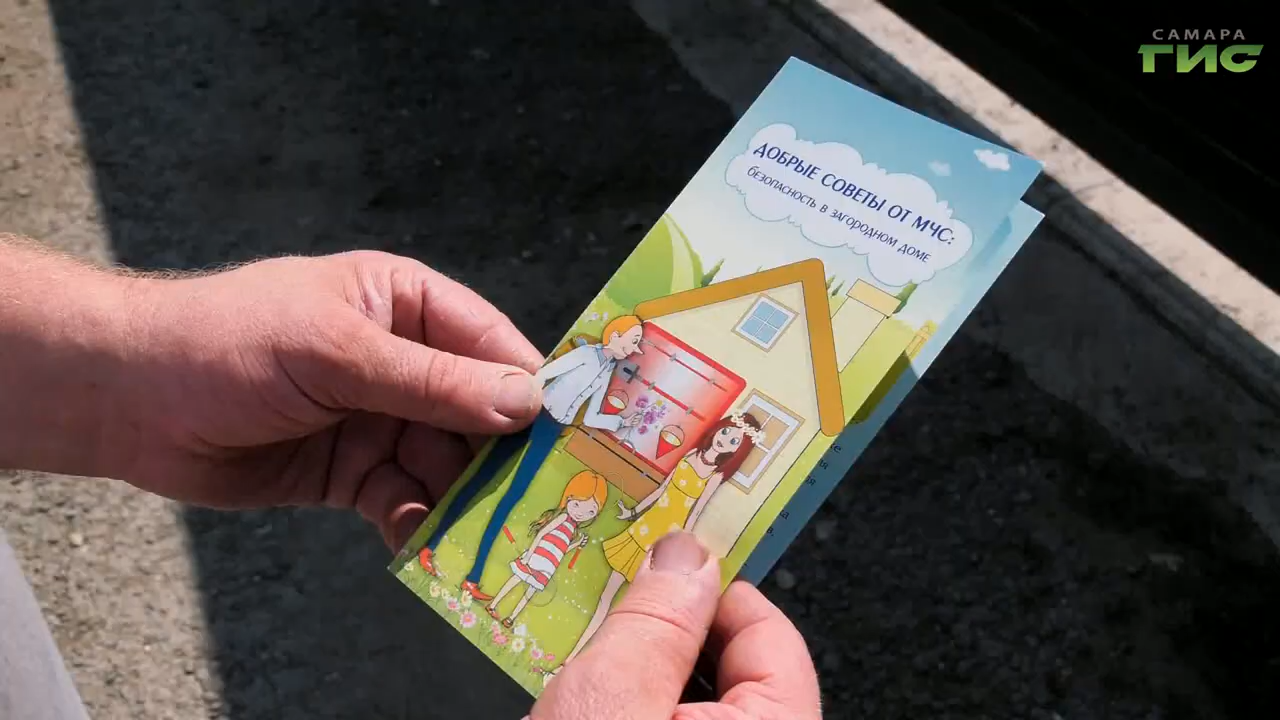 САМАРА
ГИС
ДОБРЫЕ СОВЕТЫ ОТ МЧС:
БЕЗОПАСНОСТЬ В ЗАГОРОДНОМ ДОМЕ